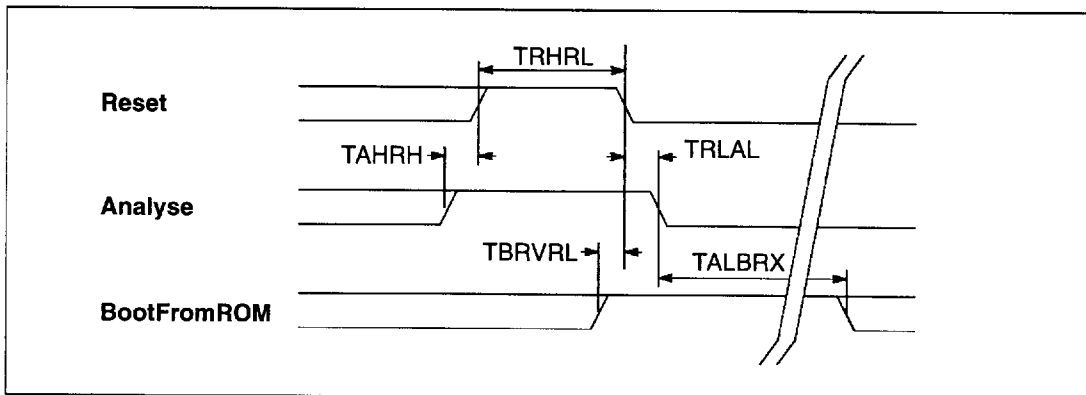 TRHRL
Reset
TAHRH
TRLAL
Analyse
TBRVRL
TALBRX
BootFromROM